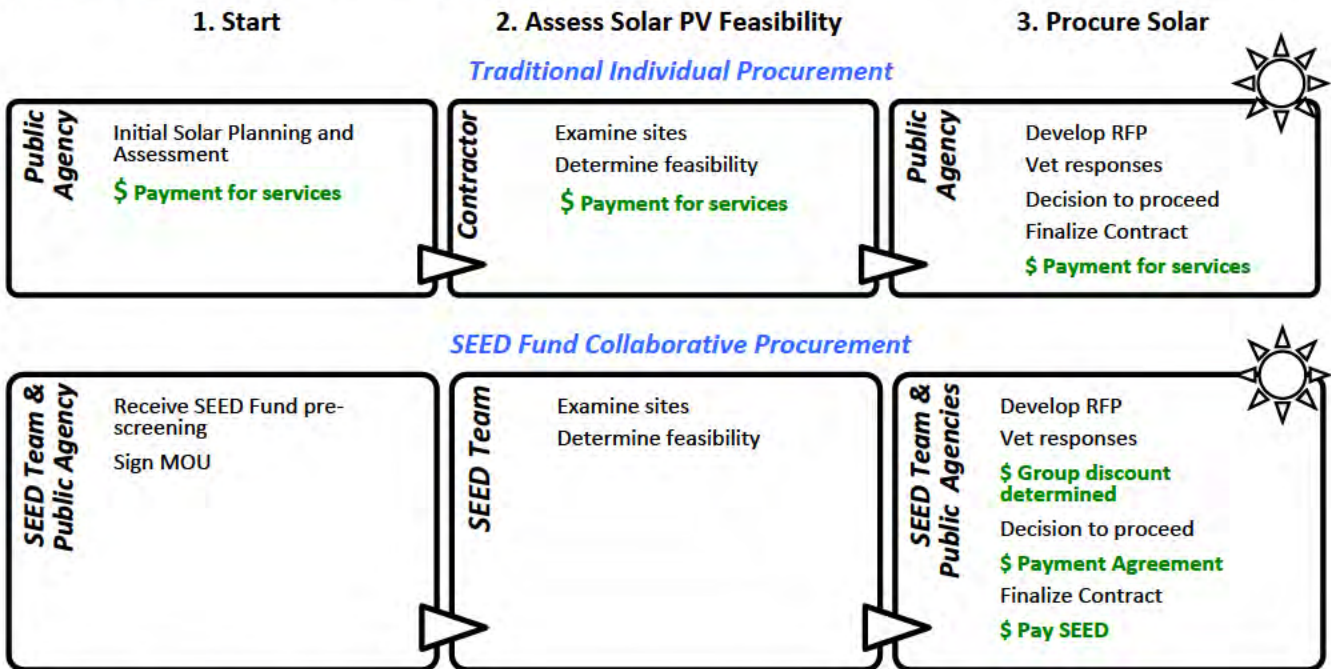 1. Start
2. Assess Solar PV Feasibility
3. Procure Solar
Traditional Individual Procurement
Public
Agency
Initial Solar Planning and
Assessment
$ Payment for services
Contractor
Examine sites
Determine feasibility
$ Payment for services
Public
Agency
Develop RFP
Vet responses
Decision to proceed
Finalize Contract
$ Payment for services
SEED Fund Collaborative Procurement
SEED Team &
Public Agency
Receive SEED Fund pre-
screening
Sign MOU
SEED Team
Examine sites
Determine feasibility
SEED Team &
Public Agencies
Develop RFP
Vet responses
$ Group discount
determined
Decision to proceed
$ Payment Agreement
Finalize Contract
$ Pay SEED